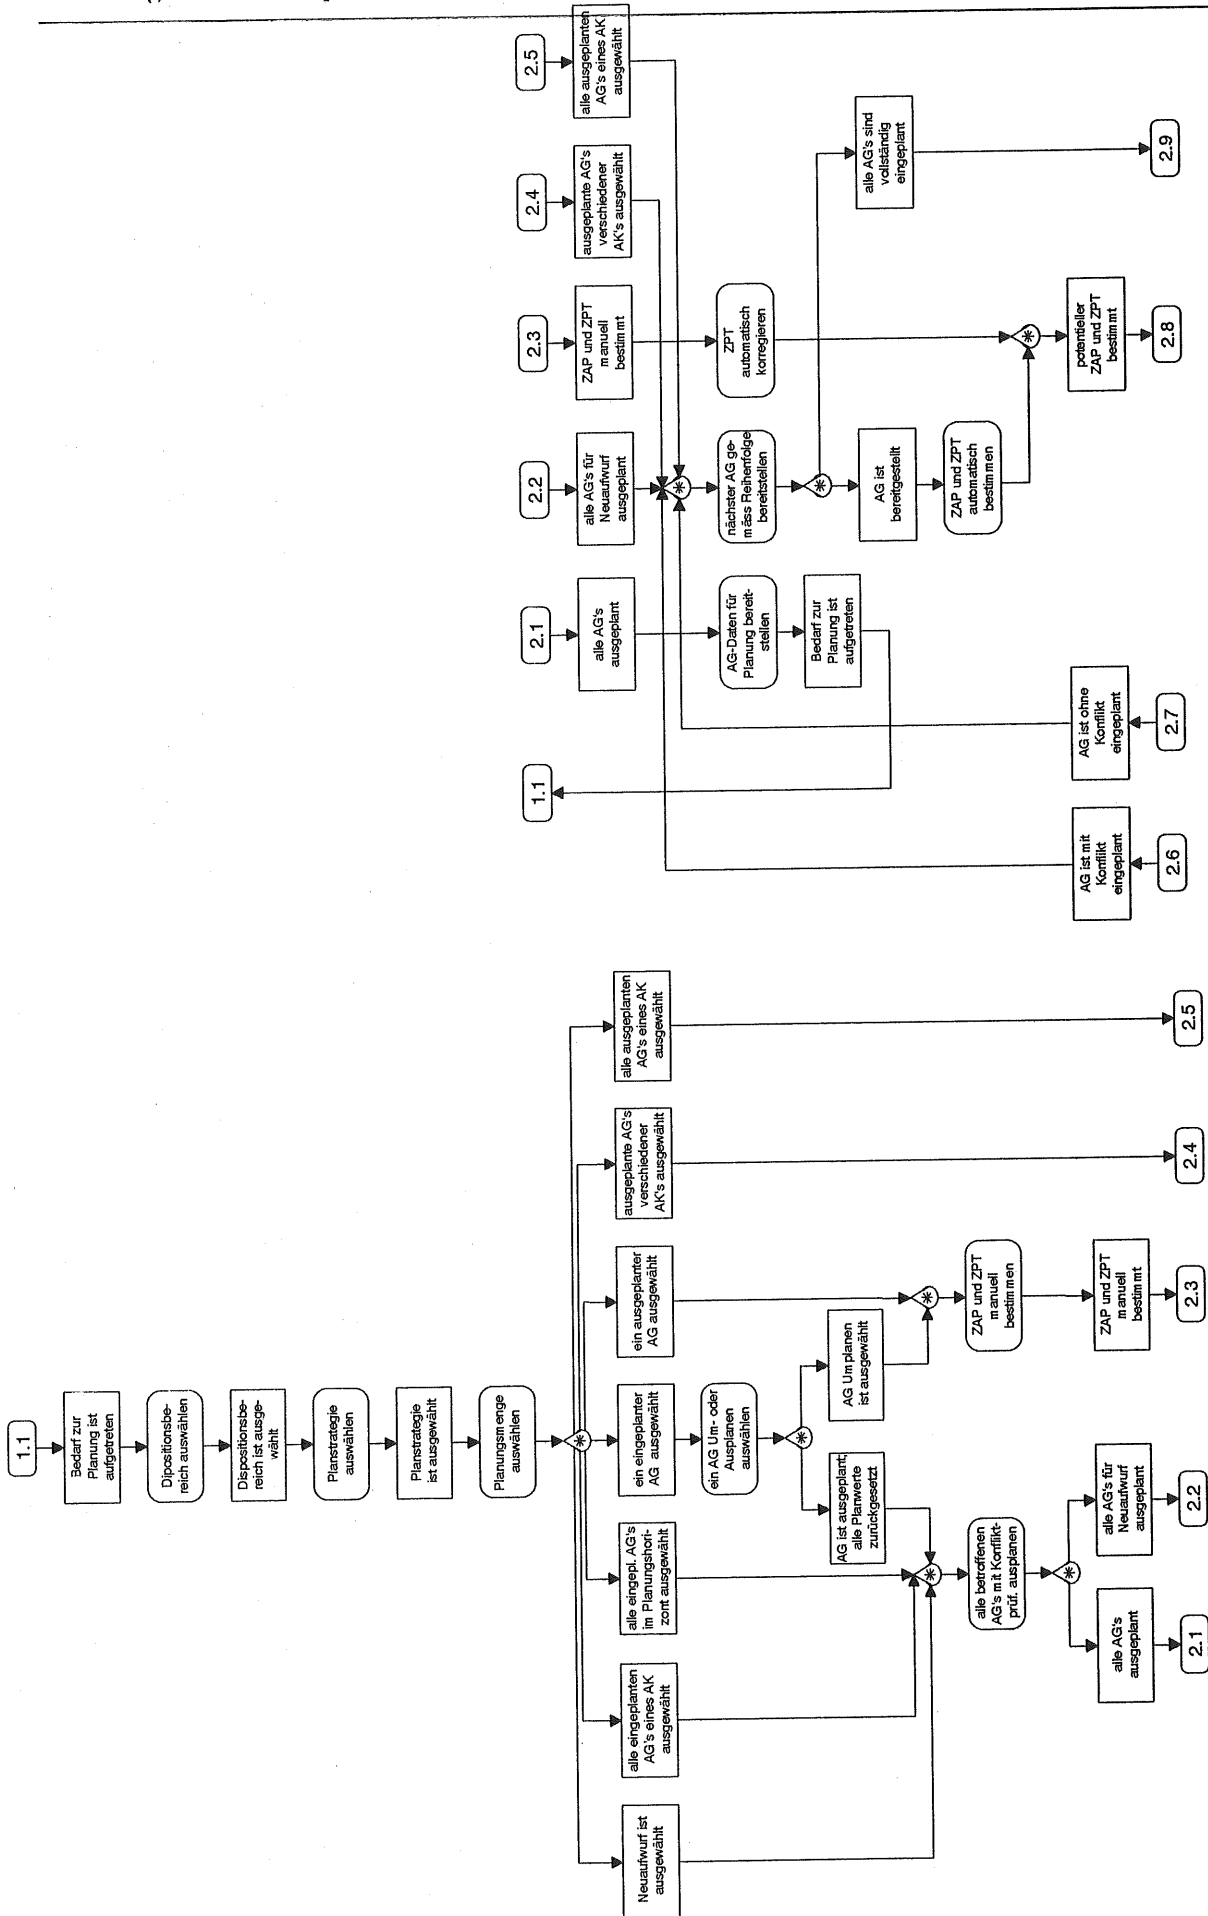 1.1
Bedarf zur
Planung ist
aufgetreten
Dipositionsbe-
reich auswählen
Dispositionsbe-
reich ist ausge-
wählt
Planstrategie
auswählen
Planstrategie
ist ausgewählt
Planungsmenge
auswählen
Neuaufwurf ist
ausgewählt
alle eingeplanten
AG's eines AK
ausgewählt
alle eingepl. AG's
im Planungshori-
zont ausgewählt
ein eingeplanter
AG ausgewählt
ein ausgeplanter
AG ausgewählt
ausgeplante AG's
verschiedener
AK's ausgewählt
alle ausgeplanten
AG's eines AK
ausgewählt
ein AG Um- oder
Ausplanen
auswählen
AG ist ausgeplant;
alle Planwerte
zurückgesetzt
AG Umplanen
ist ausgewählt
alle betroffenen
AG's mit Konflikt-
prüf. ausplanen
ZAP und ZPT
manuell
bestimmen
alle AG's
ausgeplant
alle AG's für
Neuaufwurf
ausgeplant
ZAP und ZPT
manuell
bestimmt
2.1
2.2
2.3
2.4
2.5
1.1
2.1
2.2
2.3
2.4
2.5
alle AG's
ausgeplant
alle AG's für
Neuaufwurf
ausgeplant
ZAP und ZPT
manuell
bestimmt
ausgeplante AG's
verschiedener
AK's ausgewählt
alle ausgeplanten
AG's eines AK
ausgewählt
AG-Daten für
Planung bereit-
stellen
nächster AG ge-
mäss Reihenfolge
bereitstellen
ZPT
automatisch
korregieren
Bedarf zur
Planung ist
aufgetreten
AG ist
bereitgestellt
alle AG's sind
vollständig
eingeplant
ZAP und ZPT
automatisch
bestimmen
AG ist mit
Konflikt
eingeplant
AG ist ohne
Konflikt
eingeplant
potentieller
ZAP und ZPT
bestimmt
2.6
2.7
2.8
2.9